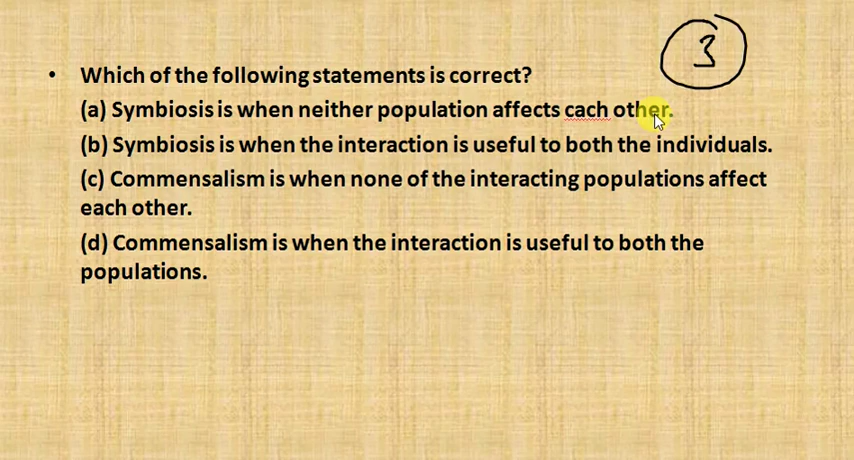 3
• Which of the following statements is correct?
(a) Symbiosis is when neither population affects cach other.
(b) Symbiosis is when the interaction is useful to both the individuals.
(c) Commensalism is when none of the interacting populations affect
each other.
(d) Commensalism is when the interaction is useful to both the
populations.